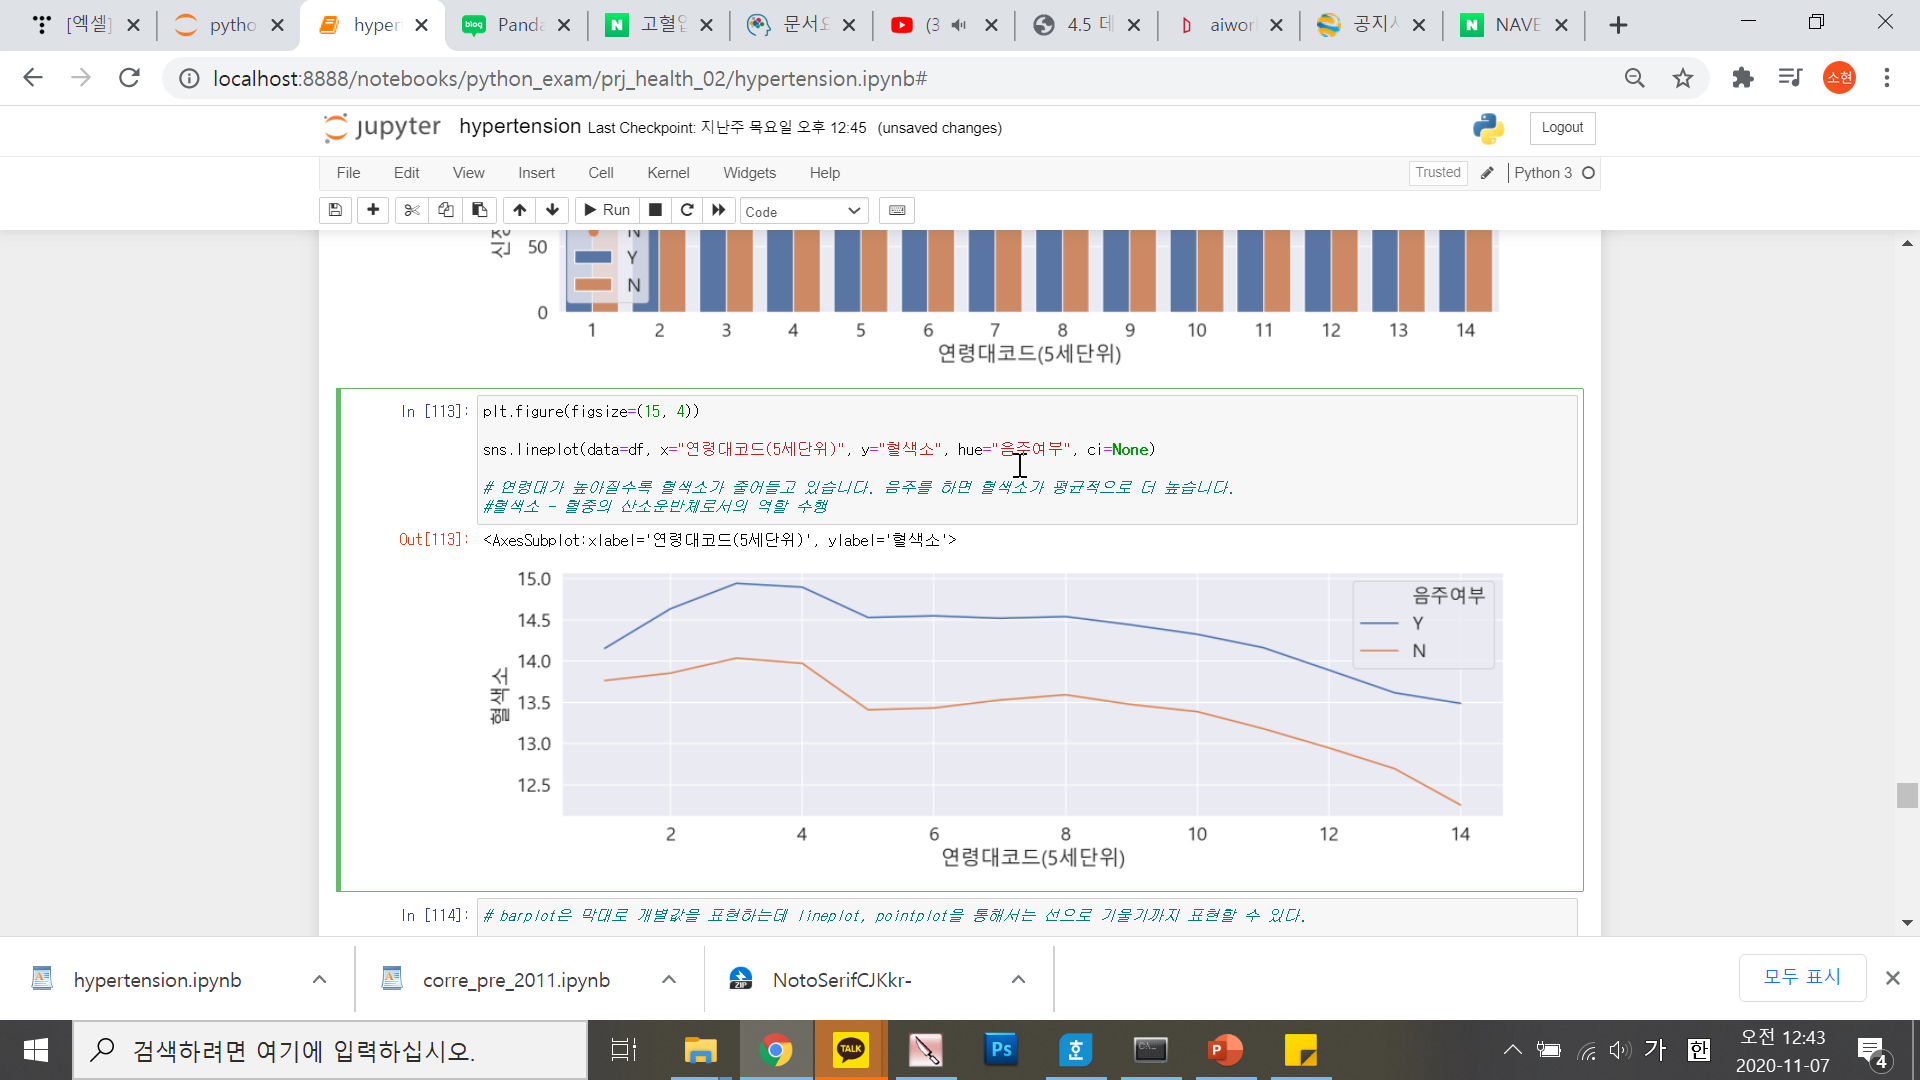 [엑셀]
pytho
hyper
blog Panda
고혈압
문서요
(3
4.5 데
aiwor
공지사
NAVE
localhost:8888/notebooks/python_exam/prj_health_02/hypertension.ipynb#
소현
jupyter hypertension Last Checkpoint: 지난주 목요일 오후 12:45 (unsaved changes)
Logout
File Edit View Insert Cell Kernel Widgets Help
Trusted Python 3
Run Code
50
0
N
Y
N
1 2 3 4 5 6 7 8 9 10 11 12 13 14
연령대코드(5세단위)
In [113]: plt.figure(figsize=(15, 4))
sns.lineplot(data=df, x="연령대코드(5세단위)", y="혈색소", hue="음주여부", ci=None)
# 연령대가 높아질수록 혈색소가 줄어들고 있습니다. 음주를 하면 혈색소가 평균적으로 더 높습니다.
#혈색소 - 혈중의 산소운반체로서의 역할 수행
Out[113]: <AxesSubplot:xlabel='연령대코드(5세단위)', ylabel='혈색소'>
15.0
14.5
14.0
13.5
13.0
12.5
혈색소
음주여부
Y
N
2 4 6 8 10 12 14
연령대코드(5세단위)
In [114]: # barplot은 막대로 개별값을 표현하는데 lineplot, pointplot을 통해서는 선으로 기울기까지 표현할 수 있다.
hypertension.ipynb
corre_pre_2011.ipynb
ZIP NotoSerifCJKkr-
모두 표시
검색하려면 여기에 입력하십시오.
TALK
Ps
호
P
가 한
오전 12:43
2020-11-07
4